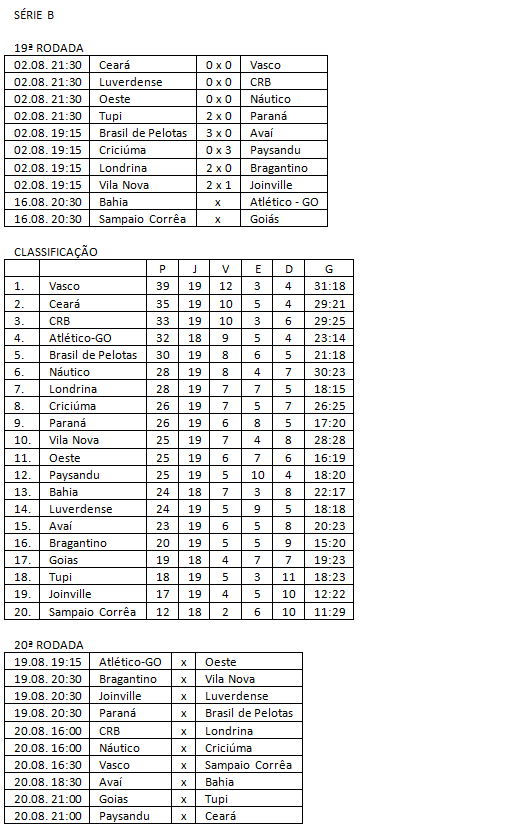 SÉRIE B
19ª RODADA
02.08. 21:30 Ceará 0 x 0 Vasco
02.08. 21:30 Luverdense 0 x 0 CRB
02.08. 21:30 Oeste 0 x 0 Náutico
02.08. 21:30 Tupi 2 x 0 Paraná
02.08. 19:15 Brasil de Pelotas 3 x 0 Avaí
02.08. 19:15 Criciúma 0 x 3 Paysandu
02.08. 19:15 Londrina 2 x 0 Bragantino
02.08. 19:15 Vila Nova 2 x 1 Joinville
16.08. 20:30 Bahia x Atlético - GO
16.08. 20:30 Sampaio Corrêa x Goiás
CLASSIFICAÇÃO
P J V E D G
1. Vasco 39 19 12 3 4 31:18
2. Ceará 35 19 10 5 4 29:21
3. CRB 33 19 10 3 6 29:25
4. Atlético-GO 32 18 9 5 4 23:14
5. Brasil de Pelotas 30 19 8 6 5 21:18
6. Náutico 28 19 8 4 7 30:23
7. Londrina 28 19 7 7 5 18:15
8. Criciúma 26 19 7 5 7 26:25
9. Paraná 26 19 6 8 5 17:20
10. Vila Nova 25 19 7 4 8 28:28
11. Oeste 25 19 6 7 6 16:19
12. Paysandu 25 19 5 10 4 18:20
13. Bahia 24 18 7 3 8 22:17
14. Luverdense 24 19 5 9 5 18:18
15. Avaí 23 19 6 5 8 20:23
16. Bragantino 20 19 5 5 9 15:20
17. Goias 19 18 4 7 7 19:23
18. Tupi 18 19 5 3 11 18:23
19. Joinville 17 19 4 5 10 12:22
20. Sampaio Corrêa 12 18 2 6 10 11:29
20ª RODADA
19.08. 19:15 Atlético-GO x Oeste
19.08. 20:30 Bragantino x Vila Nova
19.08. 20:30 Joinville x Luverdense
19.08. 20:30 Paraná x Brasil de Pelotas
20.08. 16:00 CRB x Londrina
20.08. 16:00 Náutico x Criciúma
20.08. 16:30 Vasco x Sampaio Corrêa
20.08. 18:30 Avaí x Bahia
20.08. 21:00 Goias x Tupi
20.08. 21:00 Paysandu x Ceará